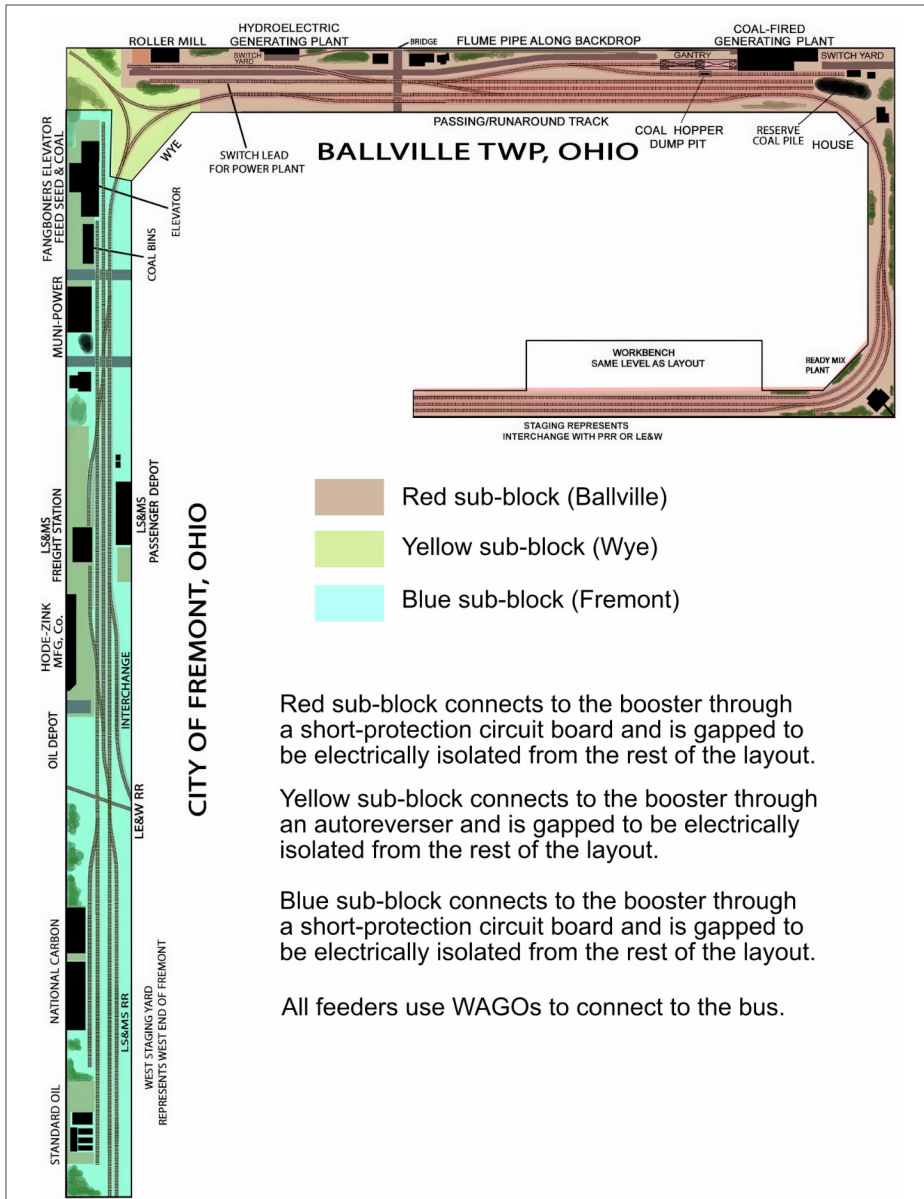 ROLLER MILL
HYDROELECTRIC
GENERATING PLANT
BRIDGE
FLUME PIPE ALONG BACKDROP
COAL-FIRED
GENERATING PLANT
SWITCH
YARD
GANTRY
SWITCH YARD
PASSING/RUNAROUND TRACK
COAL HOPPER
DUMP PIT
RESERVE
COAL PILE
HOUSE
WYE
SWITCH LEAD
FOR POWER PLANT
BALLVILLE TWP, OHIO
FANGBONERS ELEVATOR
FEED SEED & COAL
ELEVATOR
COAL BINS
MUNI-POWER
WORKBENCH
SAME LEVEL AS LAYOUT
READY MIX
PLANT
STAGING REPRESENTS
INTERCHANGE WITH PRR OR LE&W
LS&MS
FREIGHT STATION
LS&MS
PASSENGER DEPOT
HODE-ZINK
MFG, Co.
INTERCHANGE
CITY OF FREMONT, OHIO
OIL DEPOT
LE&W RR
NATIONAL CARBON
LS&MS RR
WEST STAGING YARD
REPRESENTS WEST END OF FREMONT
STANDARD OIL
Red sub-block (Ballville)
Yellow sub-block (Wye)
Blue sub-block (Fremont)
Red sub-block connects to the booster through
a short-protection circuit board and is gapped to
be electrically isolated from the rest of the layout.
Yellow sub-block connects to the booster through
an autoreverser and is gapped to be electrically
isolated from the rest of the layout.
Blue sub-block connects to the booster through
a short-protection circuit board and is gapped to
be electrically isolated from the rest of the layout.
All feeders use WAGOs to connect to the bus.